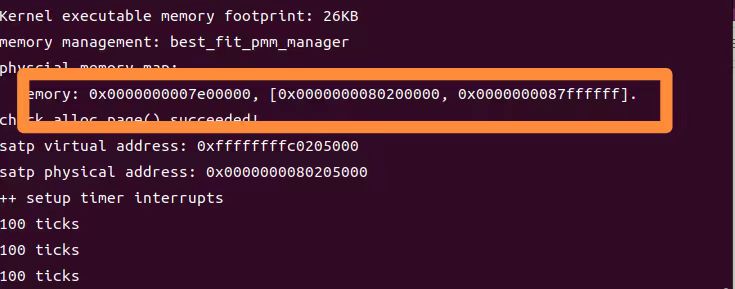 Kernel executable memory footprint: 26KB
memory management: best_fit_pmm_manager
physcial memory map:
emory: 0x0000000007e00000, [0x0000000080200000, 0x0000000087ffffff].
check_alloc_page() succeeded!
satp virtual address: 0xffffffffc0205000
satp physical address: 0x0000000080205000
++ setup timer interrupts
100 ticks
100 ticks
100 ticks